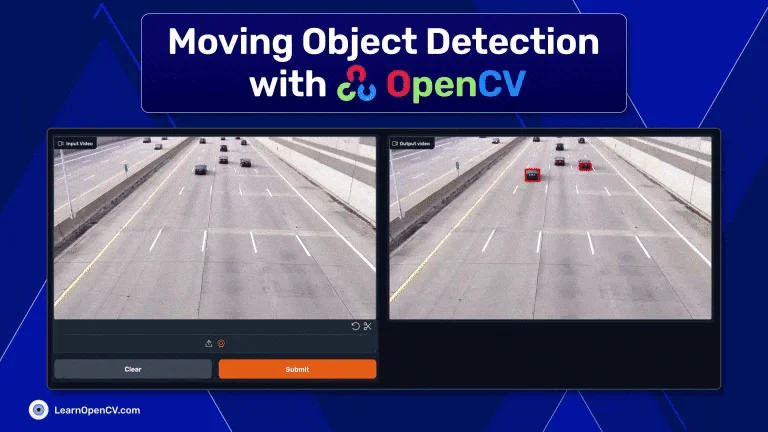 Moving Object Detection
with OpenCV
Input Video
Output video
Clear
Submit
LearnOpenCV.com